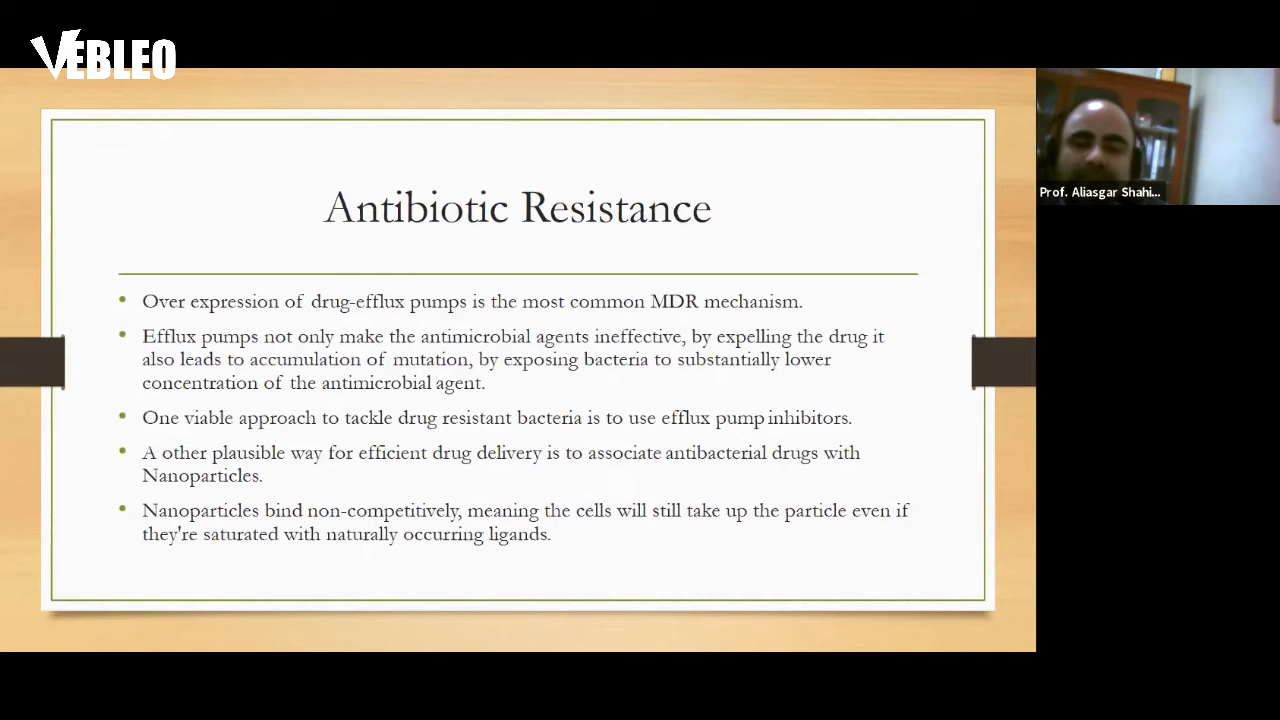 VEBLEO
Antibiotic Resistance
• Over expression of drug-efflux pumps is the most common MDR mechanism.
• Efflux pumps not only make the antimicrobial agents ineffective, by expelling the drug it
also leads to accumulation of mutation, by exposing bacteria to substantially lower
concentration of the antimicrobial agent.
• One viable approach to tackle drug resistant bacteria is to use efflux pump inhibitors.
• A other plausible way for efficient drug delivery is to associate antibacterial drugs with
Nanoparticles.
• Nanoparticles bind non-competitively, meaning the cells will still take up the particle even if
they're saturated with naturally occurring ligands.
Prof. Aliasgar Shahi...